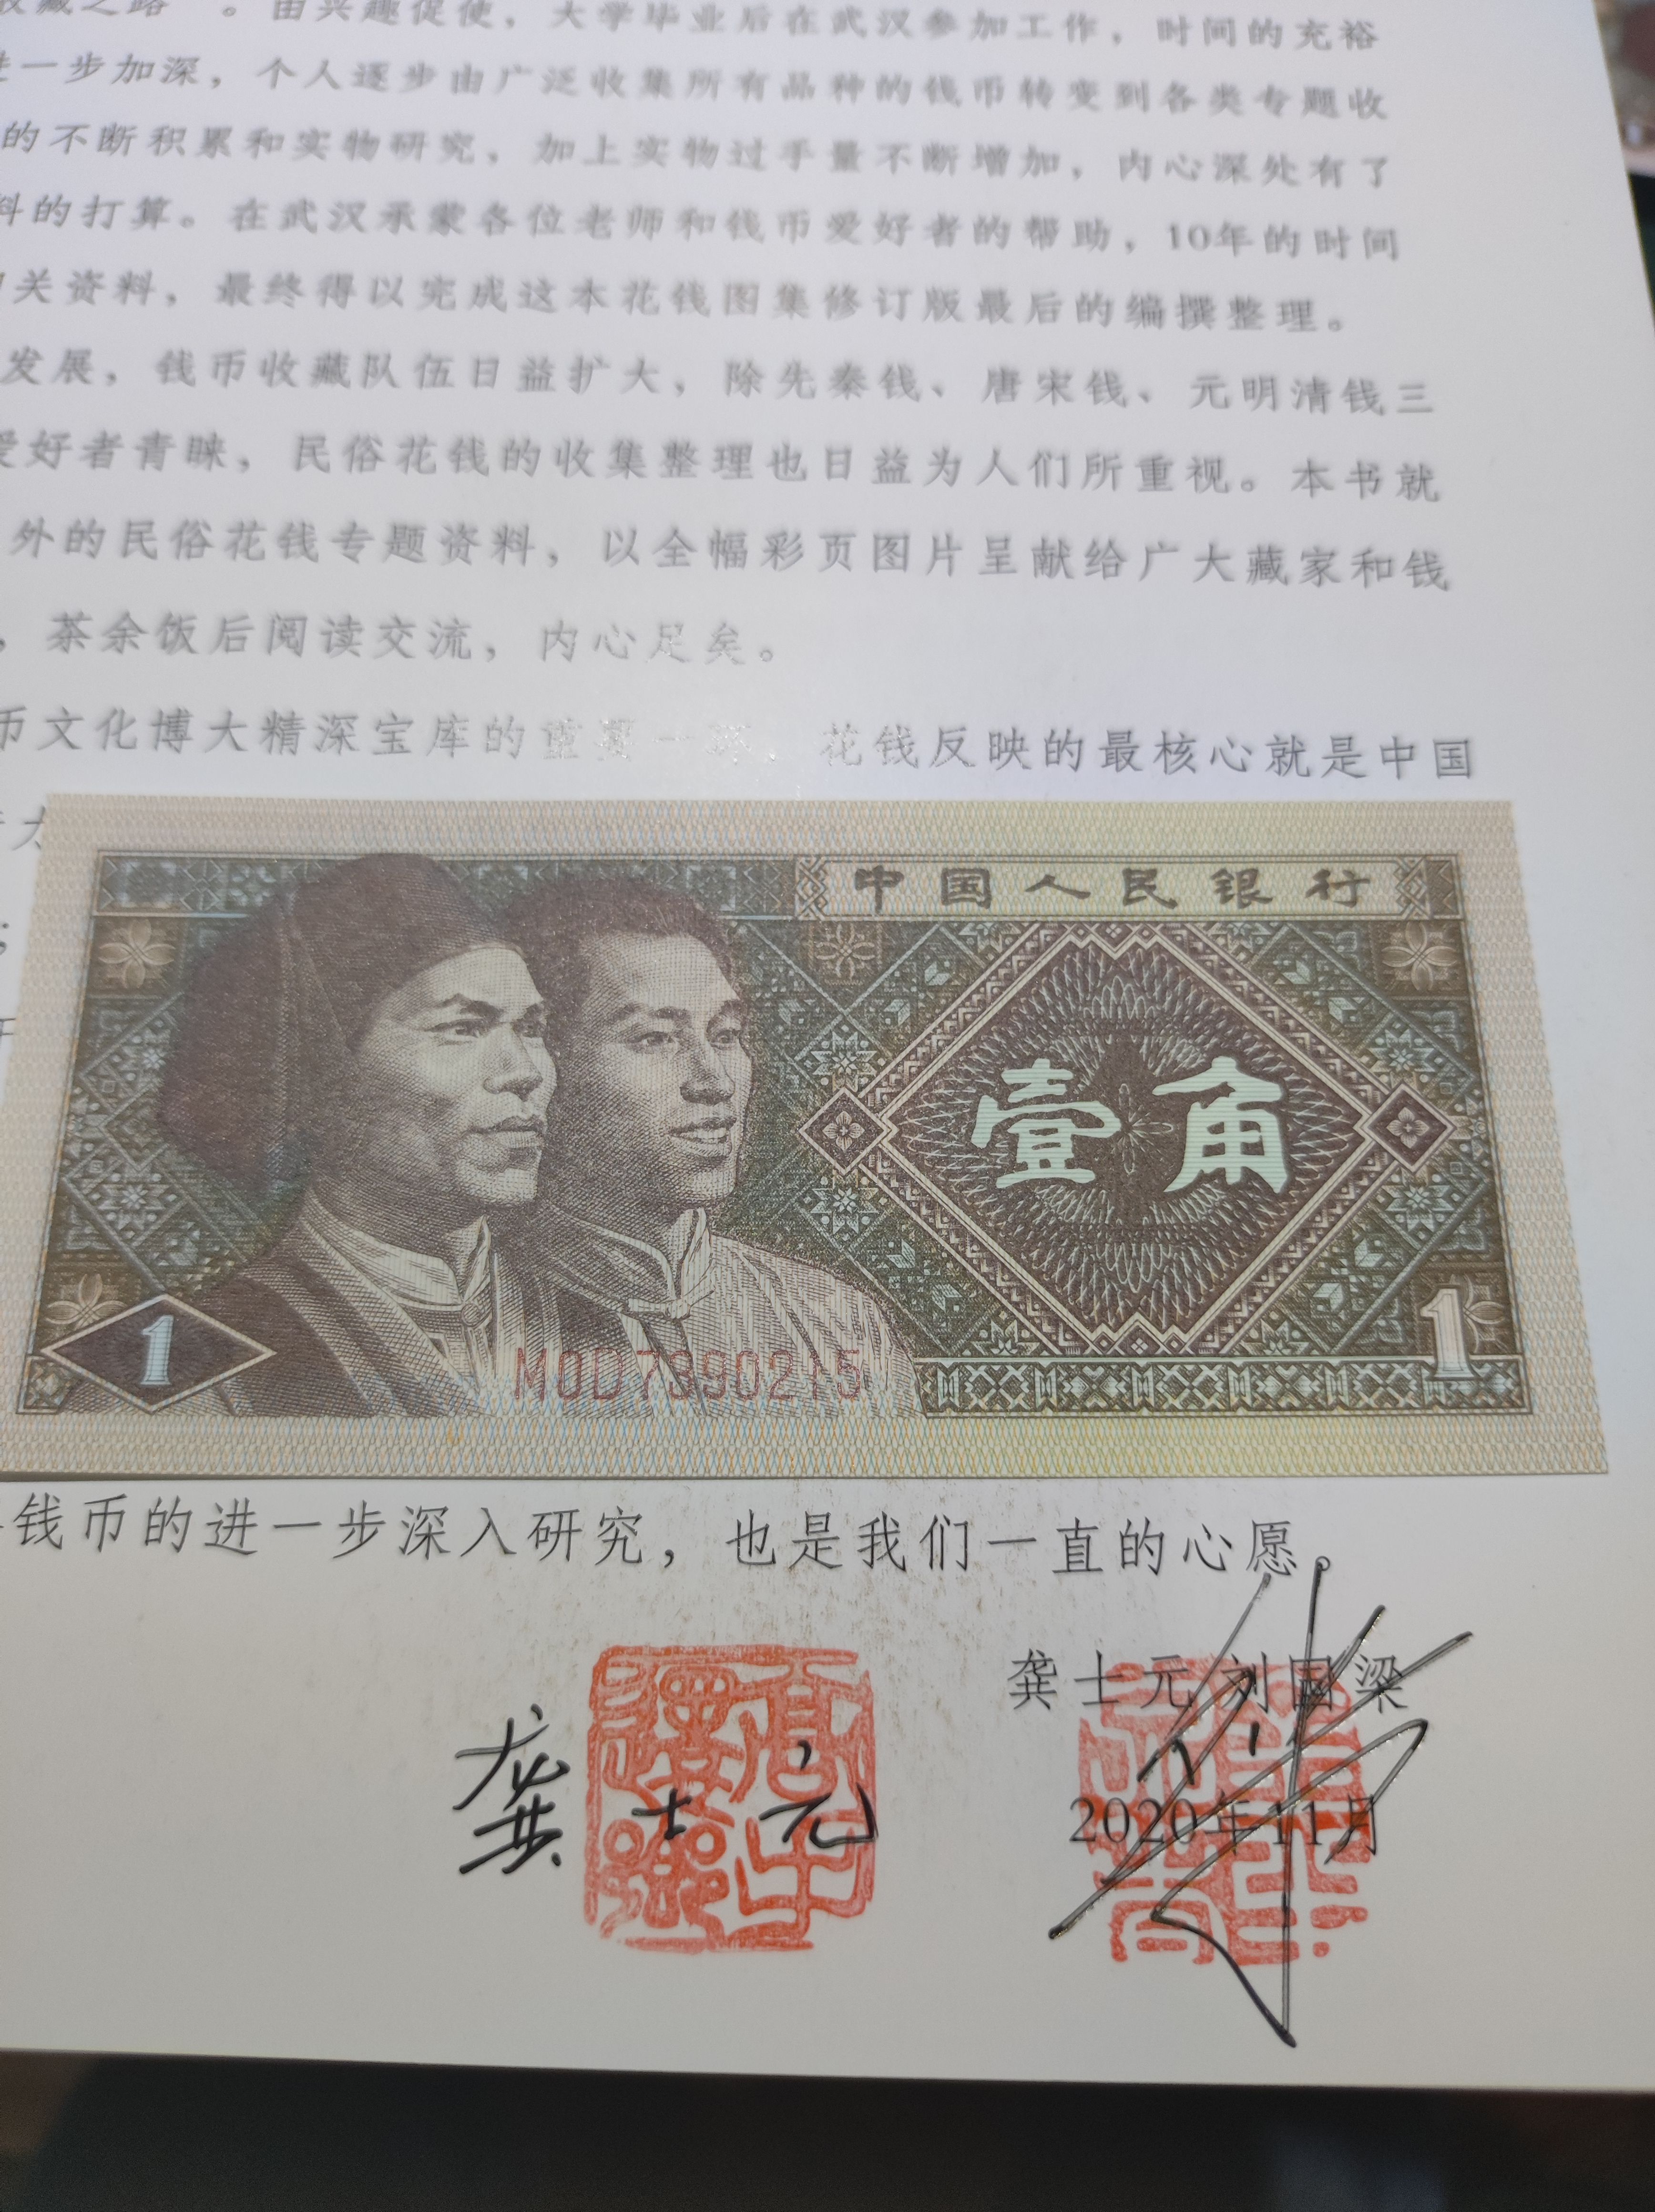 收藏之路”。由兴趣促使，大学毕业后在武汉参加工作，时间的充裕
进一步加深，个人逐步由广泛收集所有品种的钱币转变到各类专题收
的不断积累和实物研究，加上实物过手量不断增加，内心深处有了
料的打算。在武汉承蒙各位老师和钱币爱好者的帮助，10年的时间
关资料，最终得以完成这本花钱图集修订版最后的编撰整理。
发展，钱币收藏队伍日益扩大，除先秦钱、唐宋钱、元明清钱三
爱好者青睐，民俗花钱的收集整理也日益为人们所重视。本书就
外的民俗花钱专题资料，以全幅彩页图片呈献给广大藏家和钱
，茶余饭后阅读交流，内心足矣。
币文化博大精深宝库的重要一环，花钱反映的最核心就是中国
中国人民银行
壹角
1
1
M0D7390215
钱币的进一步深入研究，也是我们一直的心愿。
龚士元 刘国梁
龚士元
2020年11月